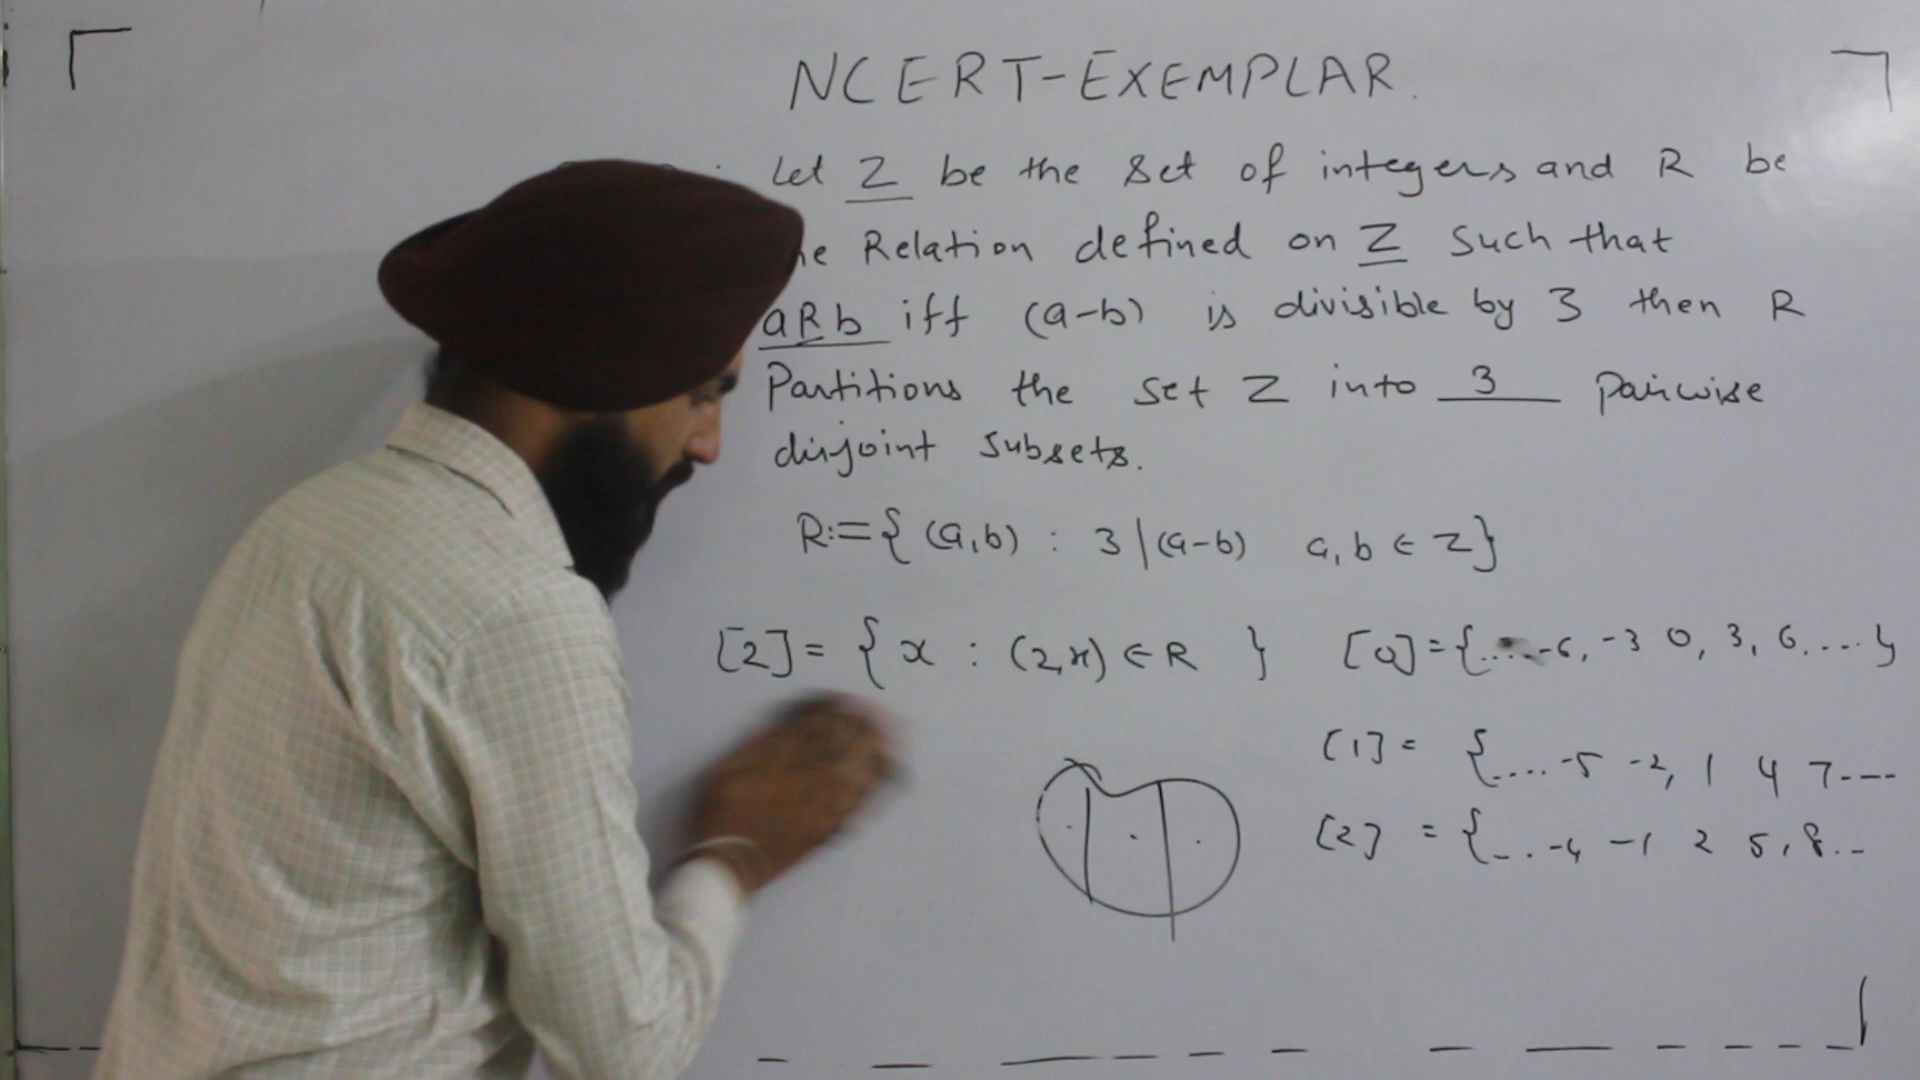 NCERT-EXEMPLAR.
Let Z be the set of integers and R be
he Relation defined on Z such that
aRb iff (a-b) is divisible by 3 then R
Partitions the set Z into 3 pairwise
disjoint subsets.
R:={(a,b) : 3|(a-b) a,b ∈ Z}
[2] = { x : (2,x) ∈ R } [0]={....-6, -3 0, 3, 6,....}
[1] = {.... -5 -2, 1 4 7----
[2] = {-..-4 -1 2 5, 8..-